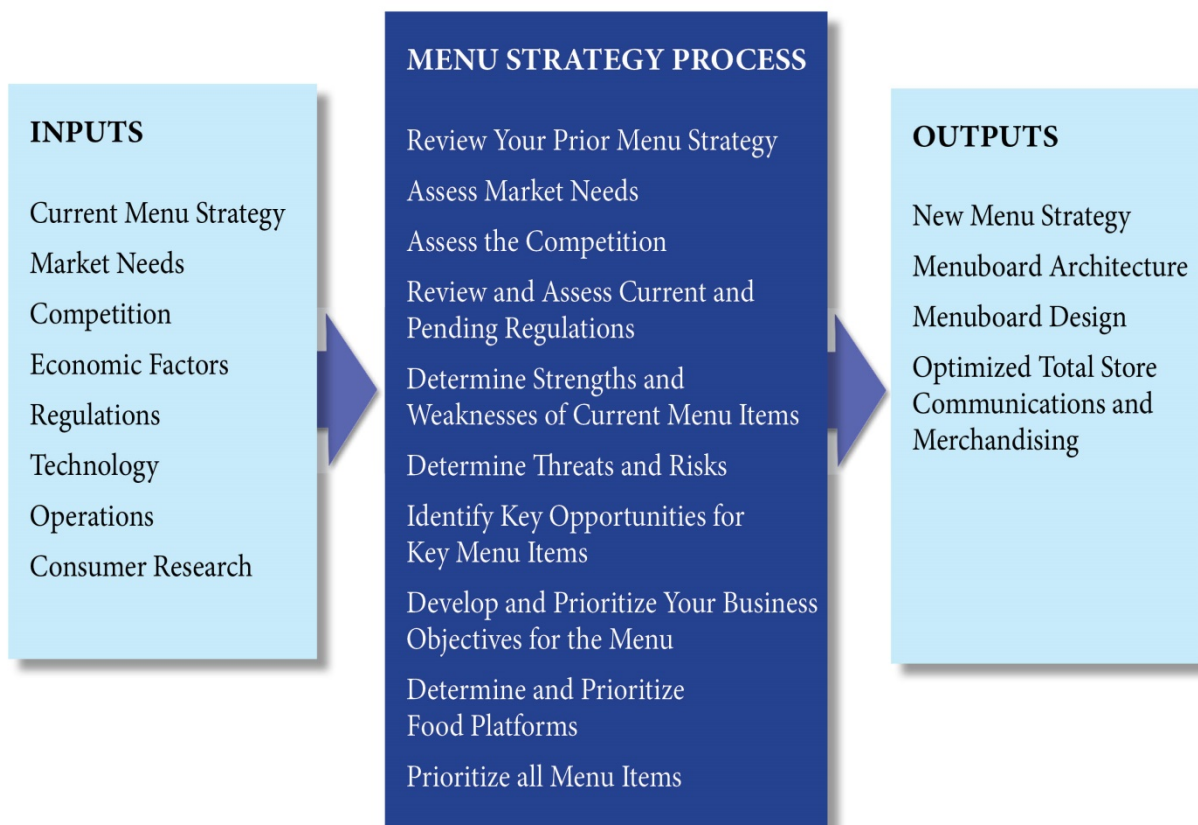 INPUTS
Current Menu Strategy
Market Needs
Competition
Economic Factors
Regulations
Technology
Operations
Consumer Research
MENU STRATEGY PROCESS
Review Your Prior Menu Strategy
Assess Market Needs
Assess the Competition
Review and Assess Current and
Pending Regulations
Determine Strengths and
Weaknesses of Current Menu Items
Determine Threats and Risks
Identify Key Opportunities for
Key Menu Items
Develop and Prioritize Your Business
Objectives for the Menu
Determine and Prioritize
Food Platforms
Prioritize all Menu Items
OUTPUTS
New Menu Strategy
Menuboard Architecture
Menuboard Design
Optimized Total Store
Communications and
Merchandising